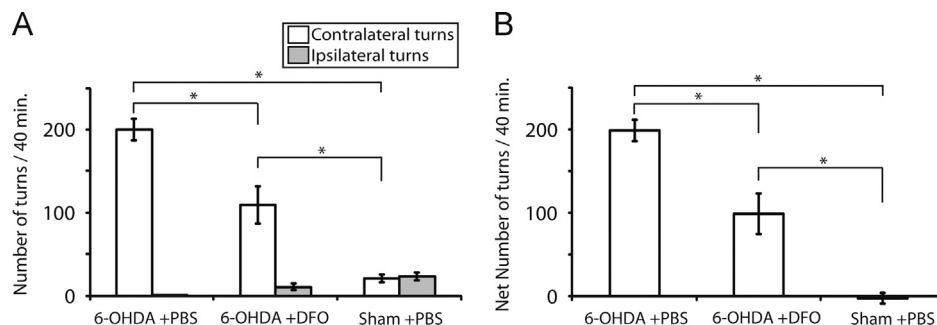 A
Contralateral turns
Ipsilateral turns
Number of turns / 40 min.
200
100
0
*
*
*
6-OHDA +PBS
6-OHDA +DFO
Sham +PBS
B
Net Number of turns / 40 min.
200
100
0
*
*
*
6-OHDA +PBS
6-OHDA +DFO
Sham +PBS